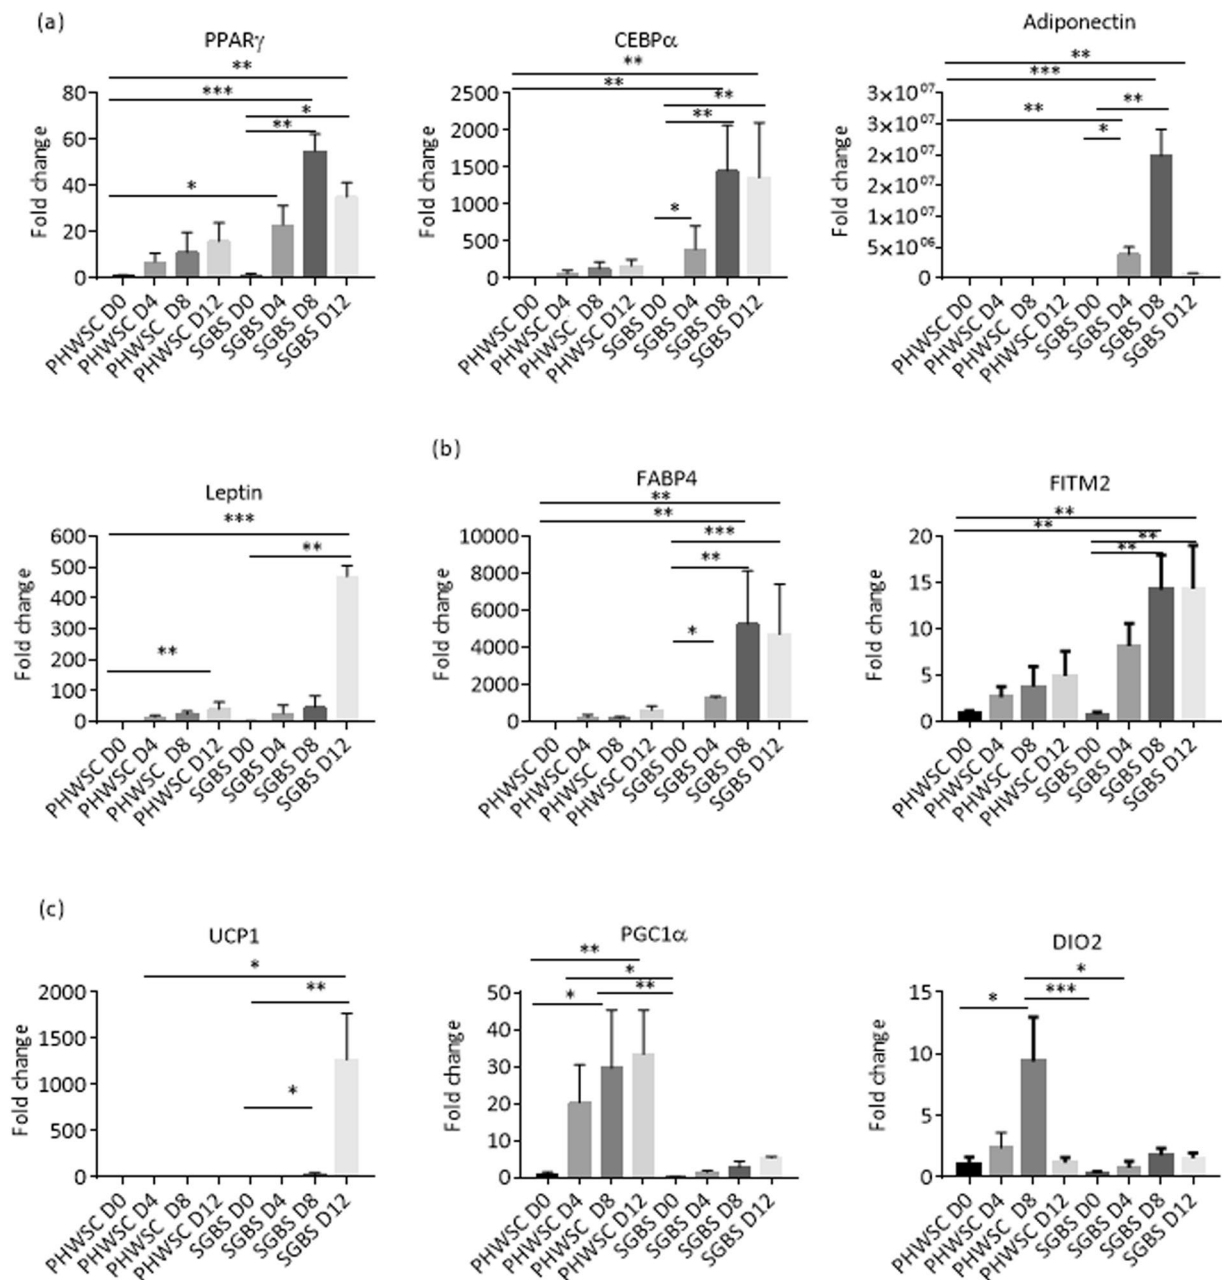 (a)
PPARγ
**
***
*
**
*
80
60
40
20
0
Fold change
PHWSC D0
PHWSC D4
PHWSC D8
PHWSC D12
SGBS D0
SGBS D4
SGBS D8
SGBS D12
CEBPα
**
**
**
**
*
2500
2000
1500
1000
500
0
Fold change
PHWSC D0
PHWSC D4
PHWSC D8
PHWSC D12
SGBS D0
SGBS D4
SGBS D8
SGBS D12
Adiponectin
**
***
**
**
*
3×10⁰⁷
3×10⁰⁷
2×10⁰⁷
2×10⁰⁷
1×10⁰⁷
5×10⁰⁶
0
Fold change
PHWSC D0
PHWSC D4
PHWSC D8
PHWSC D12
SGBS D0
SGBS D4
SGBS D8
SGBS D12
Leptin
***
**
**
600
500
400
300
200
100
0
Fold change
PHWSC D0
PHWSC D4
PHWSC D8
PHWSC D12
SGBS D0
SGBS D4
SGBS D8
SGBS D12
(b)
FABP4
**
**
***
**
*
10000
8000
6000
4000
2000
0
Fold change
PHWSC D0
PHWSC D4
PHWSC D8
PHWSC D12
SGBS D0
SGBS D4
SGBS D8
SGBS D12
FITM2
**
**
**
**
20
15
10
5
0
Fold change
PHWSC D0
PHWSC D4
PHWSC D8
PHWSC D12
SGBS D0
SGBS D4
SGBS D8
SGBS D12
(c)
UCP1
*
**
*
2000
1500
1000
500
0
Fold change
PHWSC D0
PHWSC D4
PHWSC D8
PHWSC D12
SGBS D0
SGBS D4
SGBS D8
SGBS D12
PGC1α
**
*
**
*
50
40
30
20
10
0
Fold change
PHWSC D0
PHWSC D4
PHWSC D8
PHWSC D12
SGBS D0
SGBS D4
SGBS D8
SGBS D12
DIO2
*
***
*
15
10
5
0
Fold change
PHWSC D0
PHWSC D4
PHWSC D8
PHWSC D12
SGBS D0
SGBS D4
SGBS D8
SGBS D12